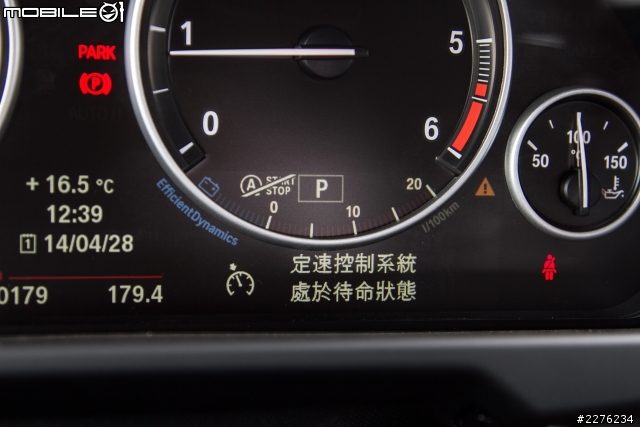 MOBILE01
PARK
P
1
0
5
6
+ 16.5 °C
12:39
1 14/04/28
0179 179.4
EfficientDynamics
A START STOP
P
0 10 20
l/100km
50 100 150
°C
定速控制系統
處於待命狀態
#2276234